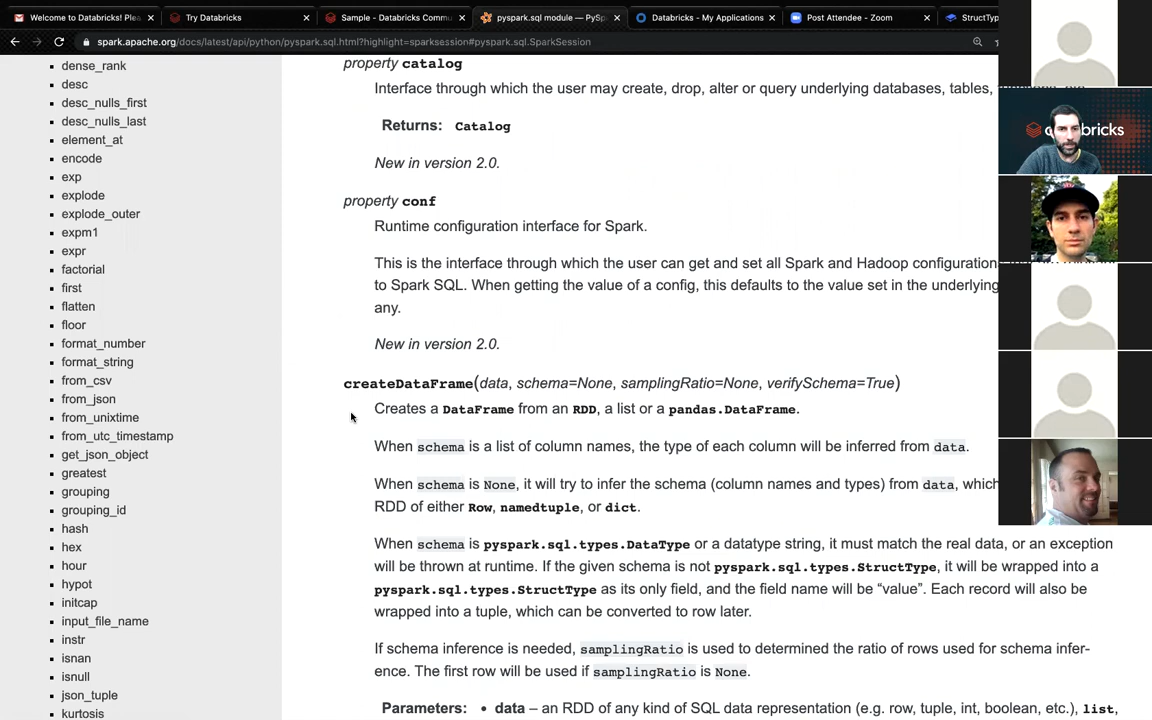 Welcome to Databricks! Plea
Try Databricks
Sample - Databricks Commu
pyspark.sql module — PySp
Databricks - My Applications
Post Attendee - Zoom
StructTyp
spark.apache.org/docs/latest/api/python/pyspark.sql.html?highlight=sparksession#pyspark.sql.SparkSession
dense_rank
desc
desc_nulls_first
desc_nulls_last
element_at
encode
exp
explode
explode_outer
expm1
expr
factorial
first
flatten
floor
format_number
format_string
from_csv
from_json
from_unixtime
from_utc_timestamp
get_json_object
greatest
grouping
grouping_id
hash
hex
hour
hypot
initcap
input_file_name
instr
isnan
isnull
json_tuple
kurtosis
property catalog
Interface through which the user may create, drop, alter or query underlying databases, tables,
Returns: Catalog
New in version 2.0.
property conf
Runtime configuration interface for Spark.
This is the interface through which the user can get and set all Spark and Hadoop configuration
to Spark SQL. When getting the value of a config, this defaults to the value set in the underlying
any.
New in version 2.0.
createDataFrame(data, schema=None, samplingRatio=None, verifySchema=True)
Creates a DataFrame from an RDD, a list or a pandas.DataFrame.
When schema is a list of column names, the type of each column will be inferred from data.
When schema is None, it will try to infer the schema (column names and types) from data, which
RDD of either Row, namedtuple, or dict.
When schema is pyspark.sql.types.DataType or a datatype string, it must match the real data, or an exception
will be thrown at runtime. If the given schema is not pyspark.sql.types.StructType, it will be wrapped into a
pyspark.sql.types.StructType as its only field, and the field name will be “value”. Each record will also be
wrapped into a tuple, which can be converted to row later.
If schema inference is needed, samplingRatio is used to determined the ratio of rows used for schema infer-
ence. The first row will be used if samplingRatio is None.
Parameters: • data – an RDD of any kind of SQL data representation (e.g. row, tuple, int, boolean, etc.), list,
bricks